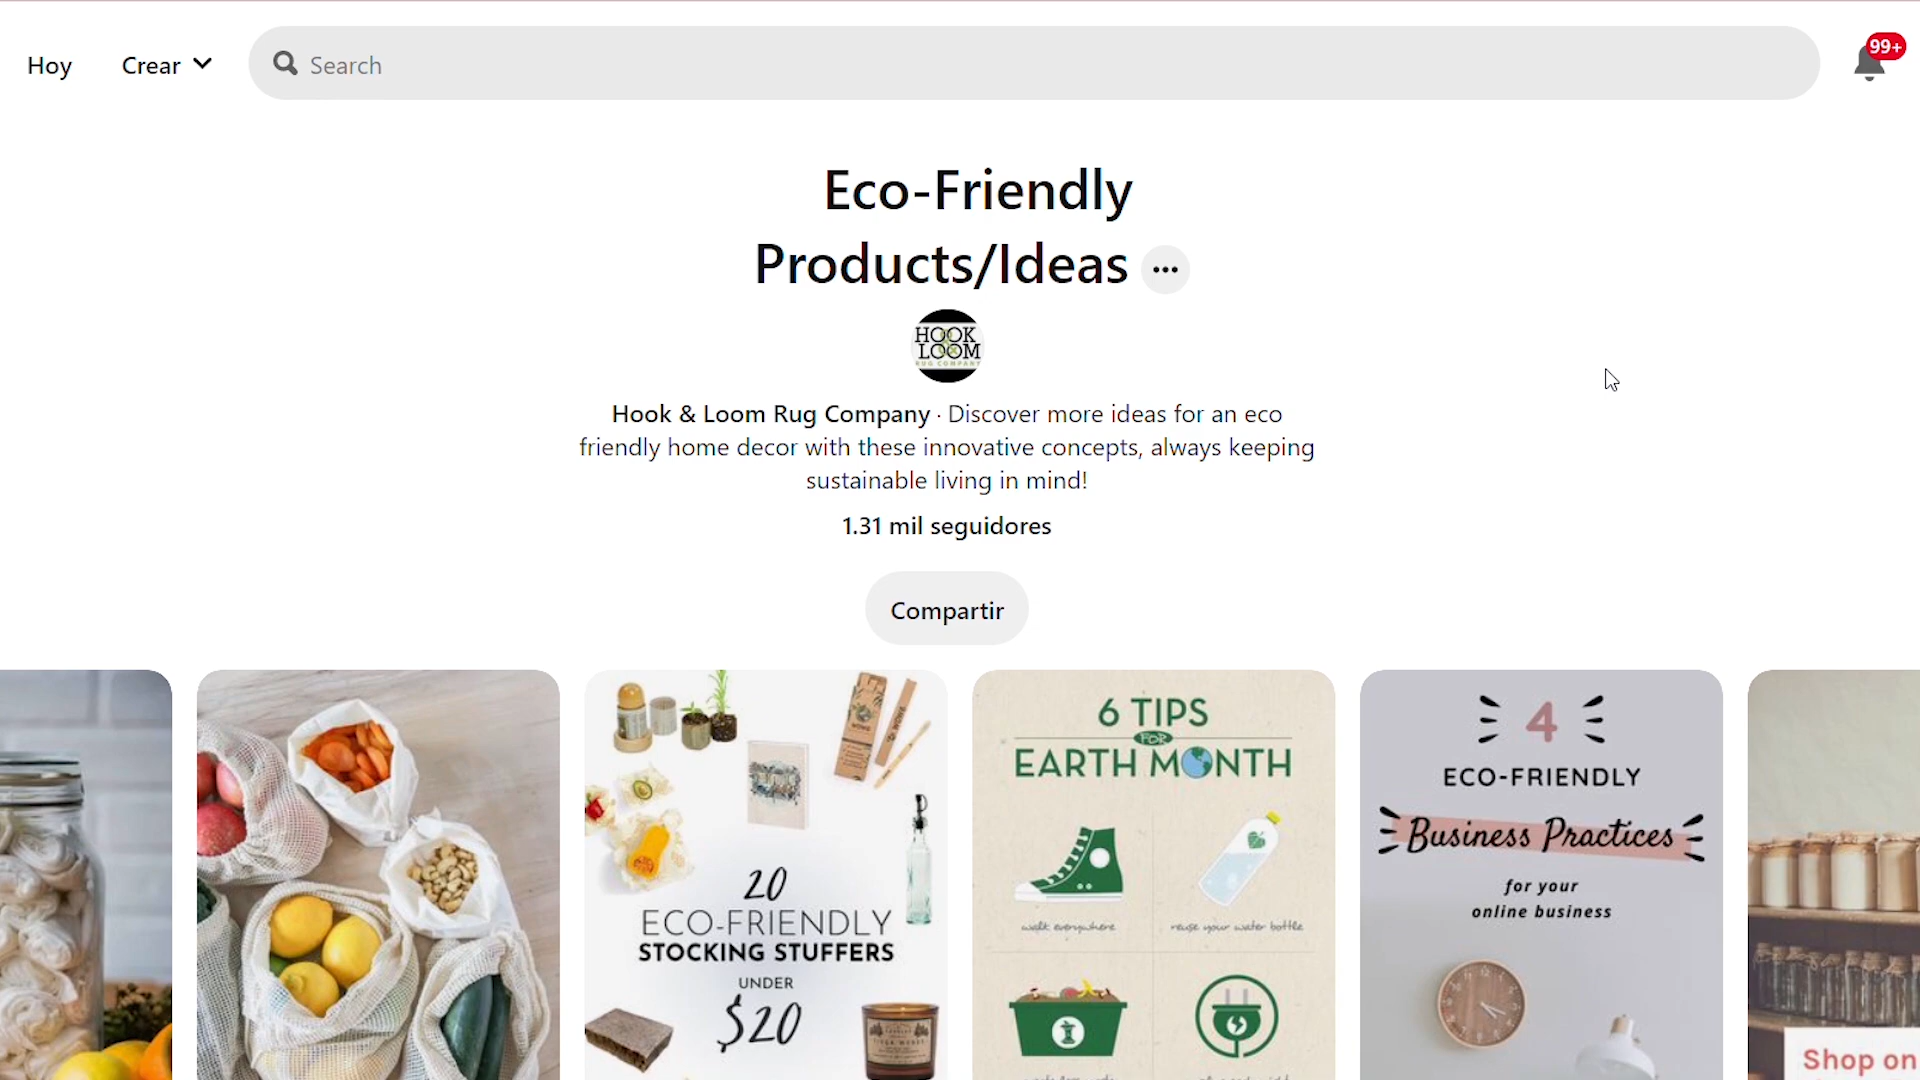 Hoy
Crear
Search
99+
Eco-Friendly
Products/Ideas
HOOK
&
LOOM
RUG COMPANY
Hook & Loom Rug Company · Discover more ideas for an eco
friendly home decor with these innovative concepts, always keeping
sustainable living in mind!
1.31 mil seguidores
Compartir
20
ECO-FRIENDLY
STOCKING STUFFERS
UNDER
$20
6 TIPS
FOR
EARTH MONTH
walk everywhere
reuse your water bottle
4
ECO-FRIENDLY
Business Practices
for your
online business
Shop on